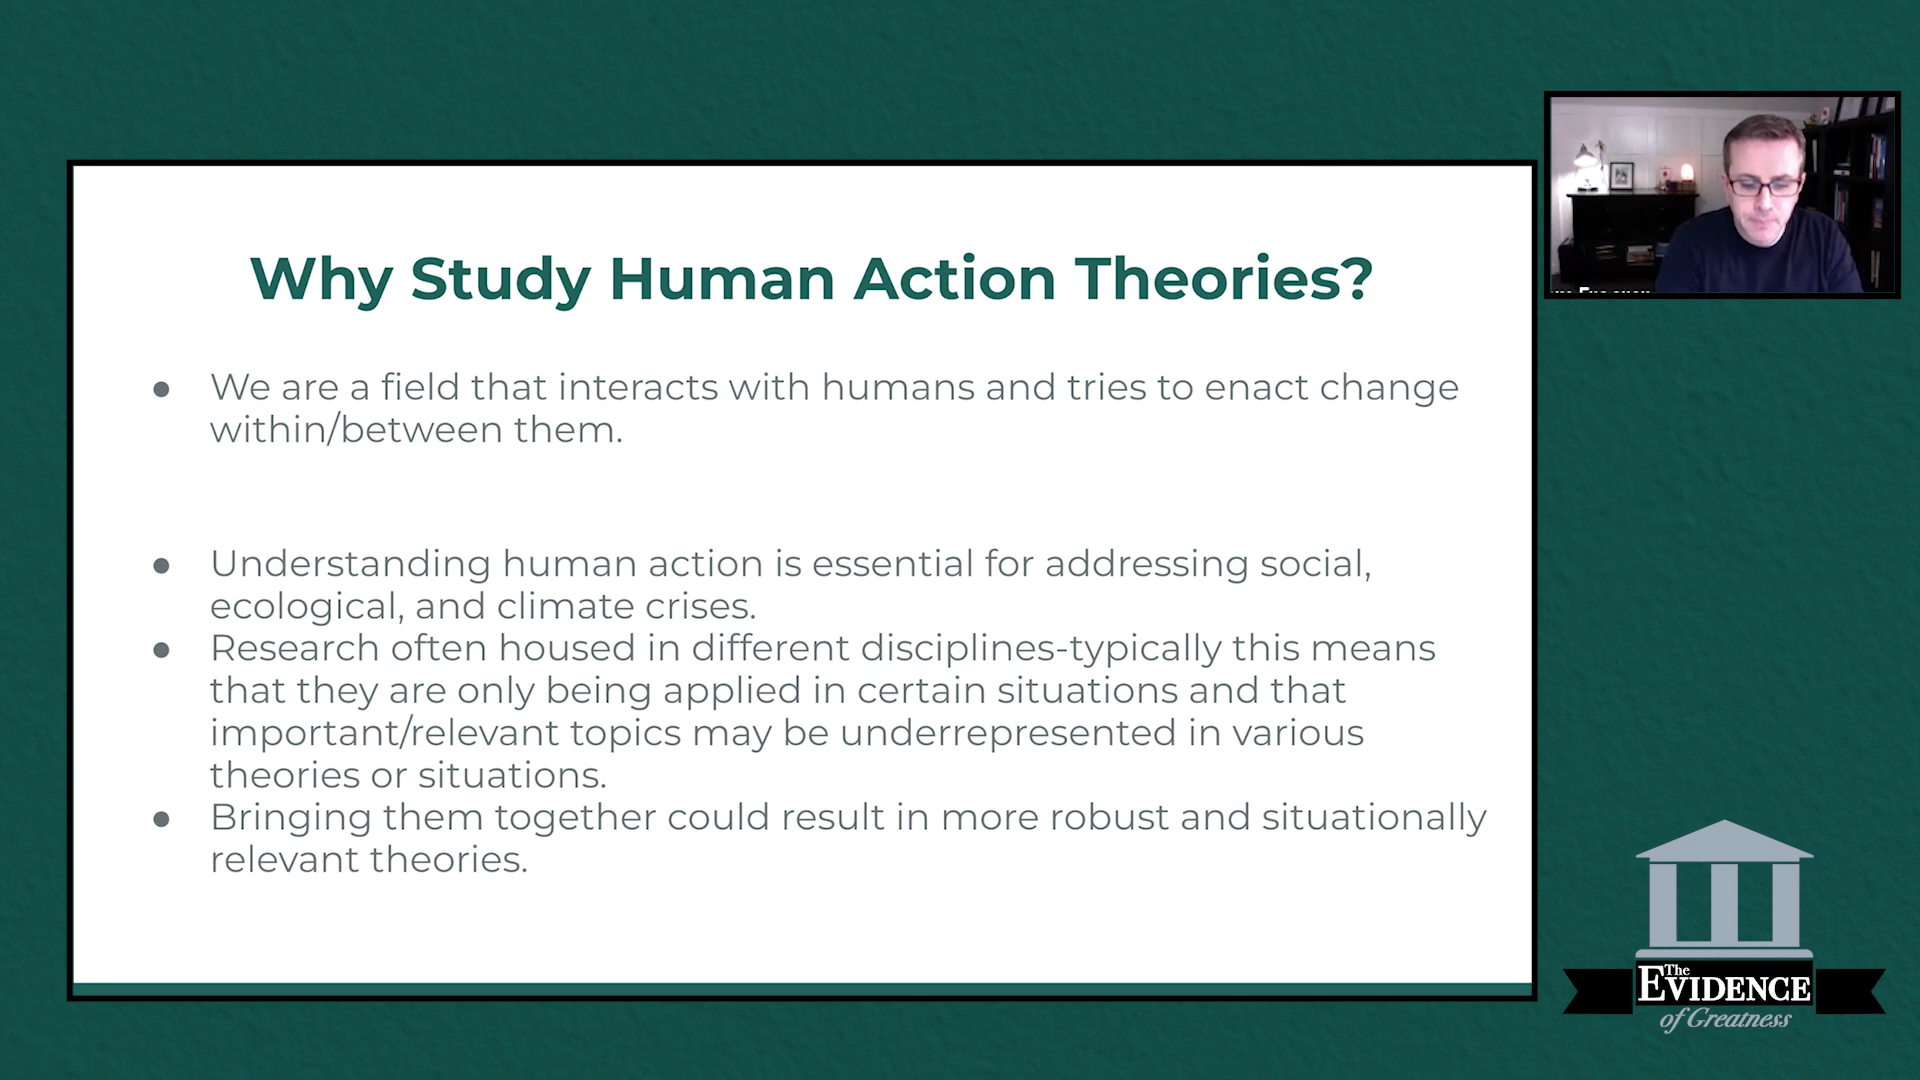 Why Study Human Action Theories?
● We are a field that interacts with humans and tries to enact change
within/between them.
● Understanding human action is essential for addressing social,
ecological, and climate crises.
● Research often housed in different disciplines-typically this means
that they are only being applied in certain situations and that
important/relevant topics may be underrepresented in various
theories or situations.
● Bringing them together could result in more robust and situationally
relevant theories.
The
EVIDENCE
of Greatness